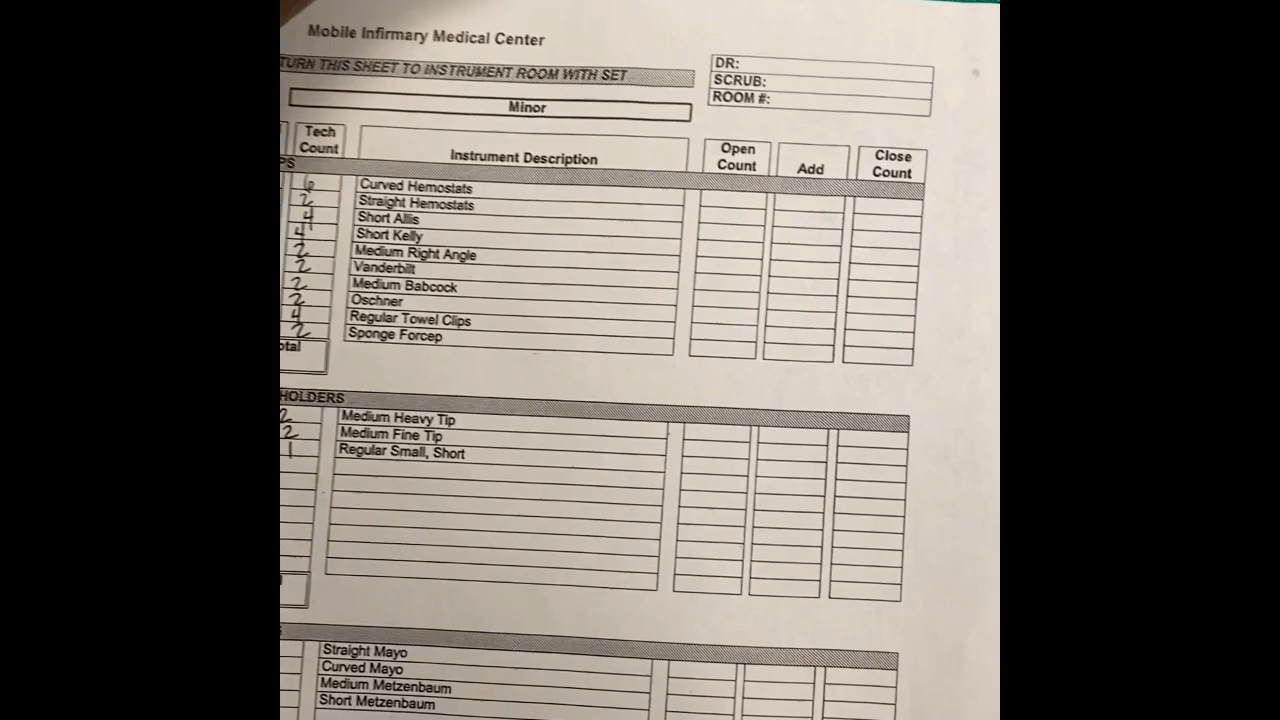 Mobile Infirmary Medical Center
TURN THIS SHEET TO INSTRUMENT ROOM WITH SET
DR:
SCRUB:
ROOM #:
Minor
Tech Count
Instrument Description
Open Count
Add
Close Count
PS
6 Curved Hemostats
2 Straight Hemostats
4 Short Allis
4 Short Kelly
2 Medium Right Angle
2 Vanderbilt
2 Medium Babcock
2 Oschner
4 Regular Towel Clips
2 Sponge Forcep
otal
HOLDERS
2 Medium Heavy Tip
2 Medium Fine Tip
1 Regular Small, Short
Straight Mayo
Curved Mayo
Medium Metzenbaum
Short Metzenbaum